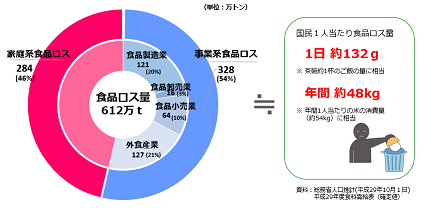 (単位：万トン)
家庭系食品ロス
284
(46%)
事業系食品ロス
328
(54%)
食品製造業
121
(20%)
食品卸売業
16 (3%)
食品小売業
64 (10%)
外食産業
127 (21%)
食品ロス量
612万ｔ
≒
国民１人当たり食品ロス量
1日 約132ｇ
※ 茶碗約1杯のご飯の量に相当
年間 約48kg
※ 年間1人当たりの米の消費量
（約54kg）に相当
資料：総務省人口推計(平成29年10月１日)
平成29年度食料需給表（確定値）